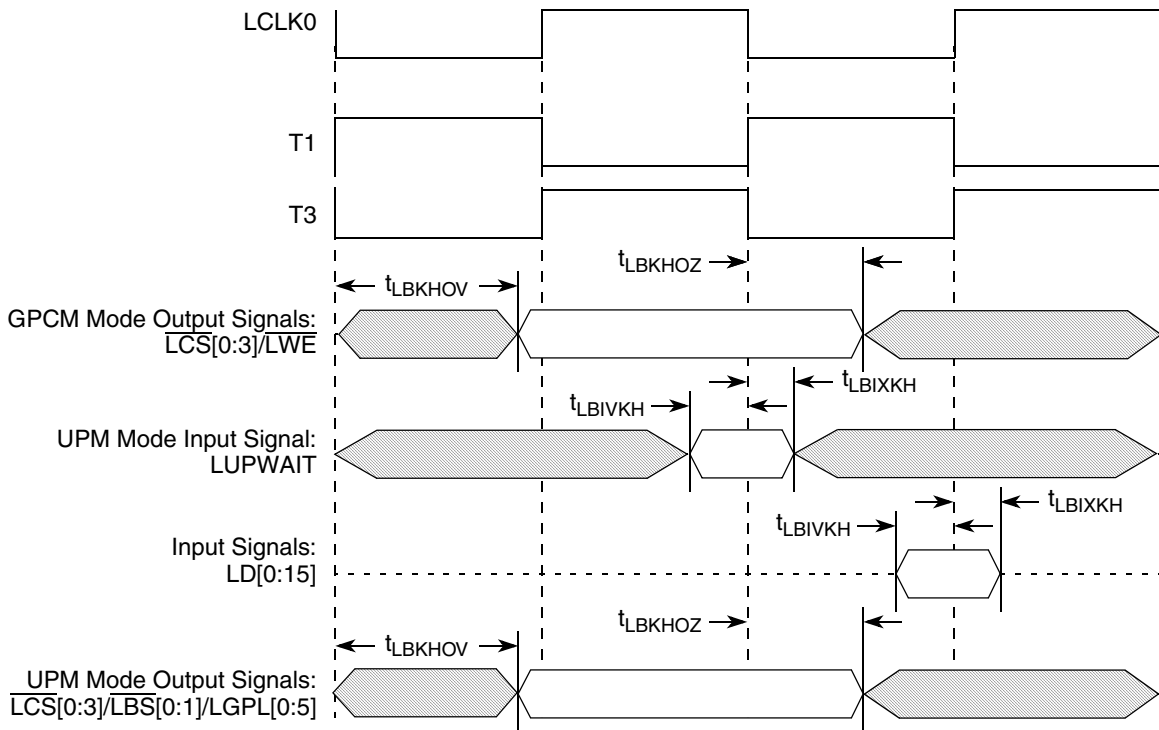 LCLK0
T1
T3
tLBKHOZ
tLBKHOV
GPCM Mode Output Signals:
LCS[0:3]/LWE
tLBIXKH
tLBIVKH
UPM Mode Input Signal:
LUPWAIT
tLBIXKH
tLBIVKH
Input Signals:
LD[0:15]
tLBKHOZ
tLBKHOV
UPM Mode Output Signals:
LCS[0:3]/LBS[0:1]/LGPL[0:5]